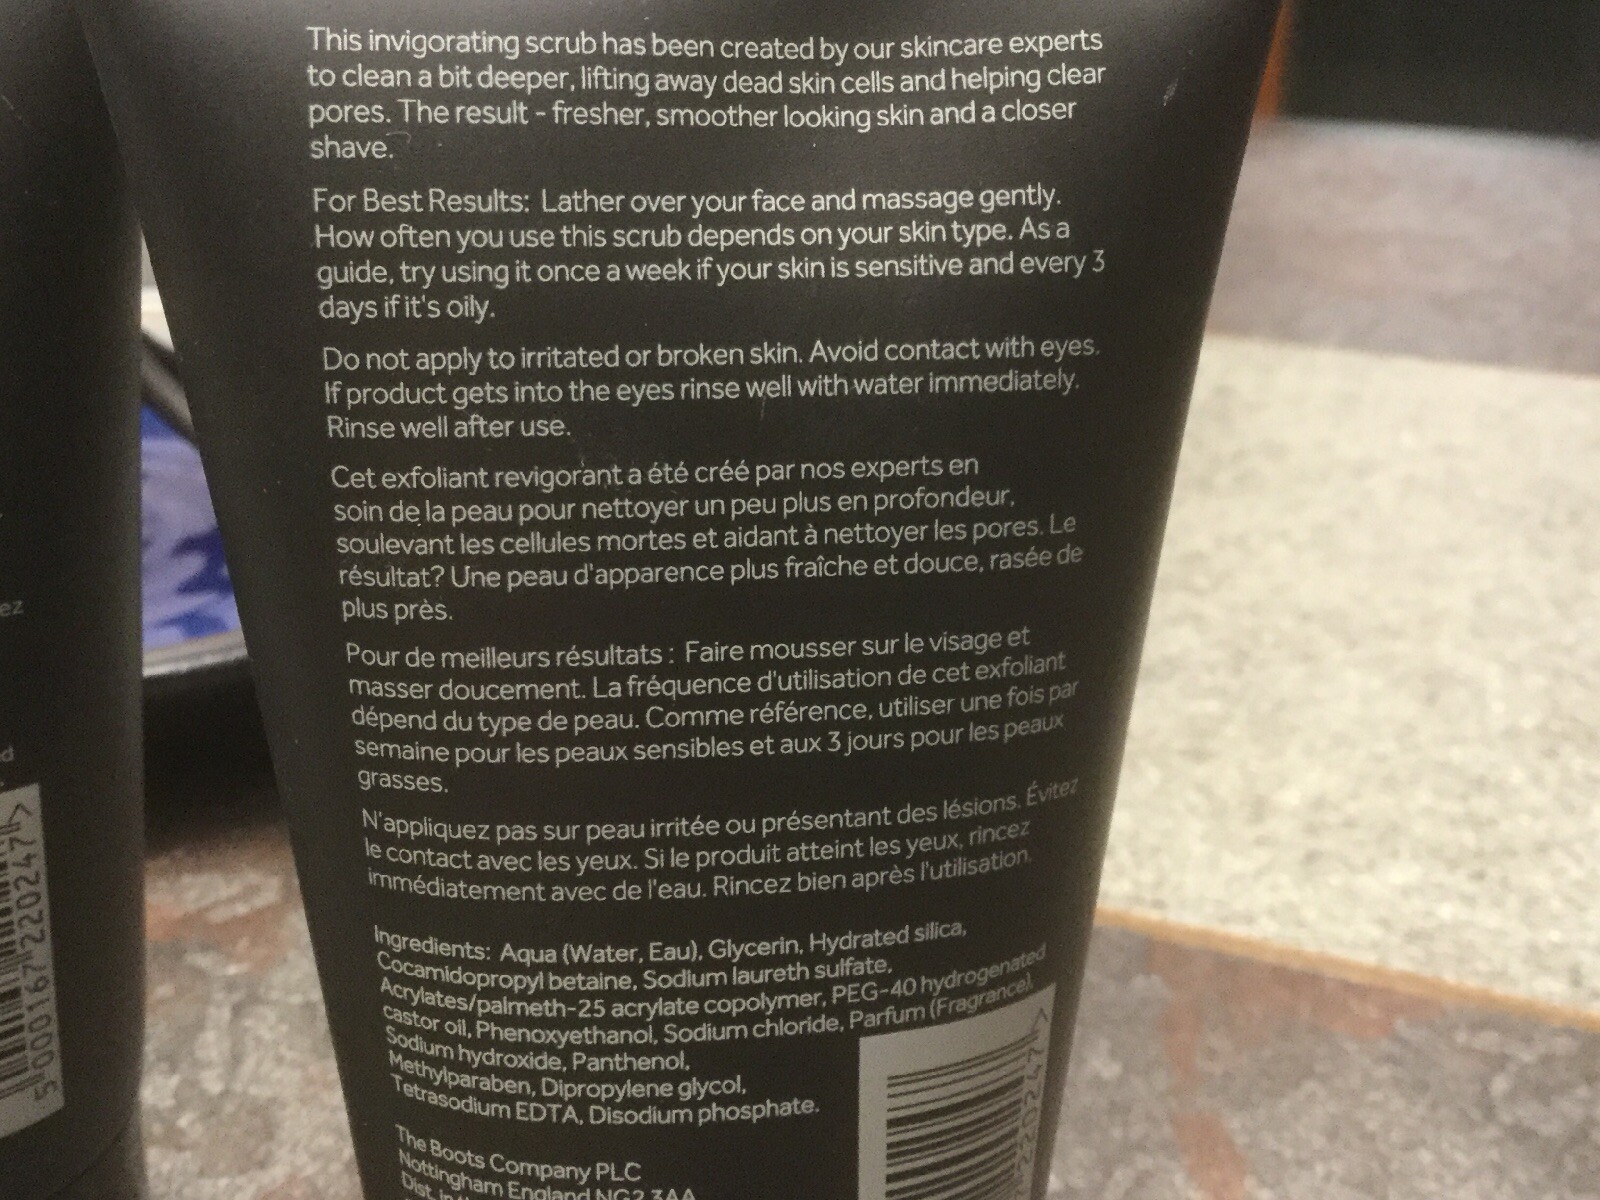 This invigorating scrub has been created by our skincare experts
to clean a bit deeper, lifting away dead skin cells and helping clear
pores. The result - fresher, smoother looking skin and a closer
shave.
For Best Results: Lather over your face and massage gently.
How often you use this scrub depends on your skin type. As a
guide, try using it once a week if your skin is sensitive and every 3
days if it's oily.
Do not apply to irritated or broken skin. Avoid contact with eyes.
If product gets into the eyes rinse well with water immediately.
Rinse well after use.
Cet exfoliant revigorant a été créé par nos experts en
soin de la peau pour nettoyer un peu plus en profondeur,
soulevant les cellules mortes et aidant à nettoyer les pores. Le
résultat? Une peau d'apparence plus fraîche et douce, rasée de
plus près.
Pour de meilleurs résultats : Faire mousser sur le visage et
masser doucement. La fréquence d'utilisation de cet exfoliant
dépend du type de peau. Comme référence, utiliser une fois par
semaine pour les peaux sensibles et aux 3 jours pour les peaux
grasses.
N'appliquez pas sur peau irritée ou présentant des lésions. Évitez
le contact avec les yeux. Si le produit atteint les yeux, rincez
immédiatement avec de l'eau. Rincez bien après l'utilisation.
Ingredients: Aqua (Water, Eau), Glycerin, Hydrated silica,
Cocamidopropyl betaine, Sodium laureth sulfate,
Acrylates/palmeth-25 acrylate copolymer, PEG-40 hydrogenated
castor oil, Phenoxyethanol, Sodium chloride, Parfum (Fragrance),
Sodium hydroxide, Panthenol,
Methylparaben, Dipropylene glycol,
Tetrasodium EDTA, Disodium phosphate.
The Boots Company PLC
Nottingham England NG2 3AA
Dist. in
ez
d
5 000167 220247 >
220247 >